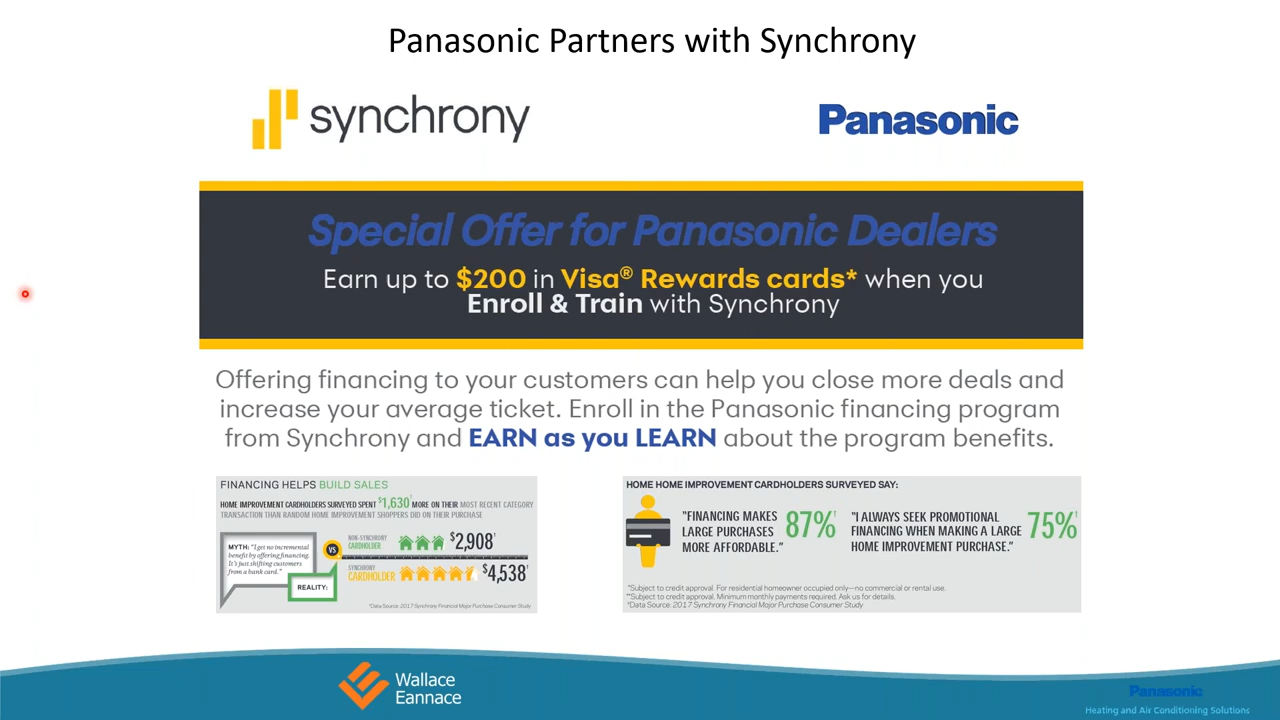 Panasonic Partners with Synchrony
synchrony
Panasonic
Special Offer for Panasonic Dealers
Earn up to $200 in Visa® Rewards cards* when you
Enroll & Train with Synchrony
Offering financing to your customers can help you close more deals and
increase your average ticket. Enroll in the Panasonic financing program
from Synchrony and EARN as you LEARN about the program benefits.
FINANCING HELPS BUILD SALES
HOME IMPROVEMENT CARDHOLDERS SURVEYED SPENT $1,630† MORE ON THEIR MOST RECENT CATEGORY
TRANSACTION THAN RANDOM HOME IMPROVEMENT SHOPPERS DID ON THEIR PURCHASE
MYTH: "I get no incremental
benefit by offering financing.
It's just shifting customers
from a bank card."
REALITY:
VS
NON-SYNCHRONY
CARDHOLDER
$2,908†
SYNCHRONY
CARDHOLDER
$4,538†
*Data Source: 2017 Synchrony Financial Major Purchase Consumer Study
HOME HOME IMPROVEMENT CARDHOLDERS SURVEYED SAY:
"FINANCING MAKES
LARGE PURCHASES
MORE AFFORDABLE."
87%†
"I ALWAYS SEEK PROMOTIONAL
FINANCING WHEN MAKING A LARGE
HOME IMPROVEMENT PURCHASE."
75%†
*Subject to credit approval. For residential homeowner occupied only—no commercial or rental use.
**Subject to credit approval. Minimum monthly payments required. Ask us for details.
*Data Source: 2017 Synchrony Financial Major Purchase Consumer Study
Wallace
Eannace
Panasonic
Heating and Air Conditioning Solutions